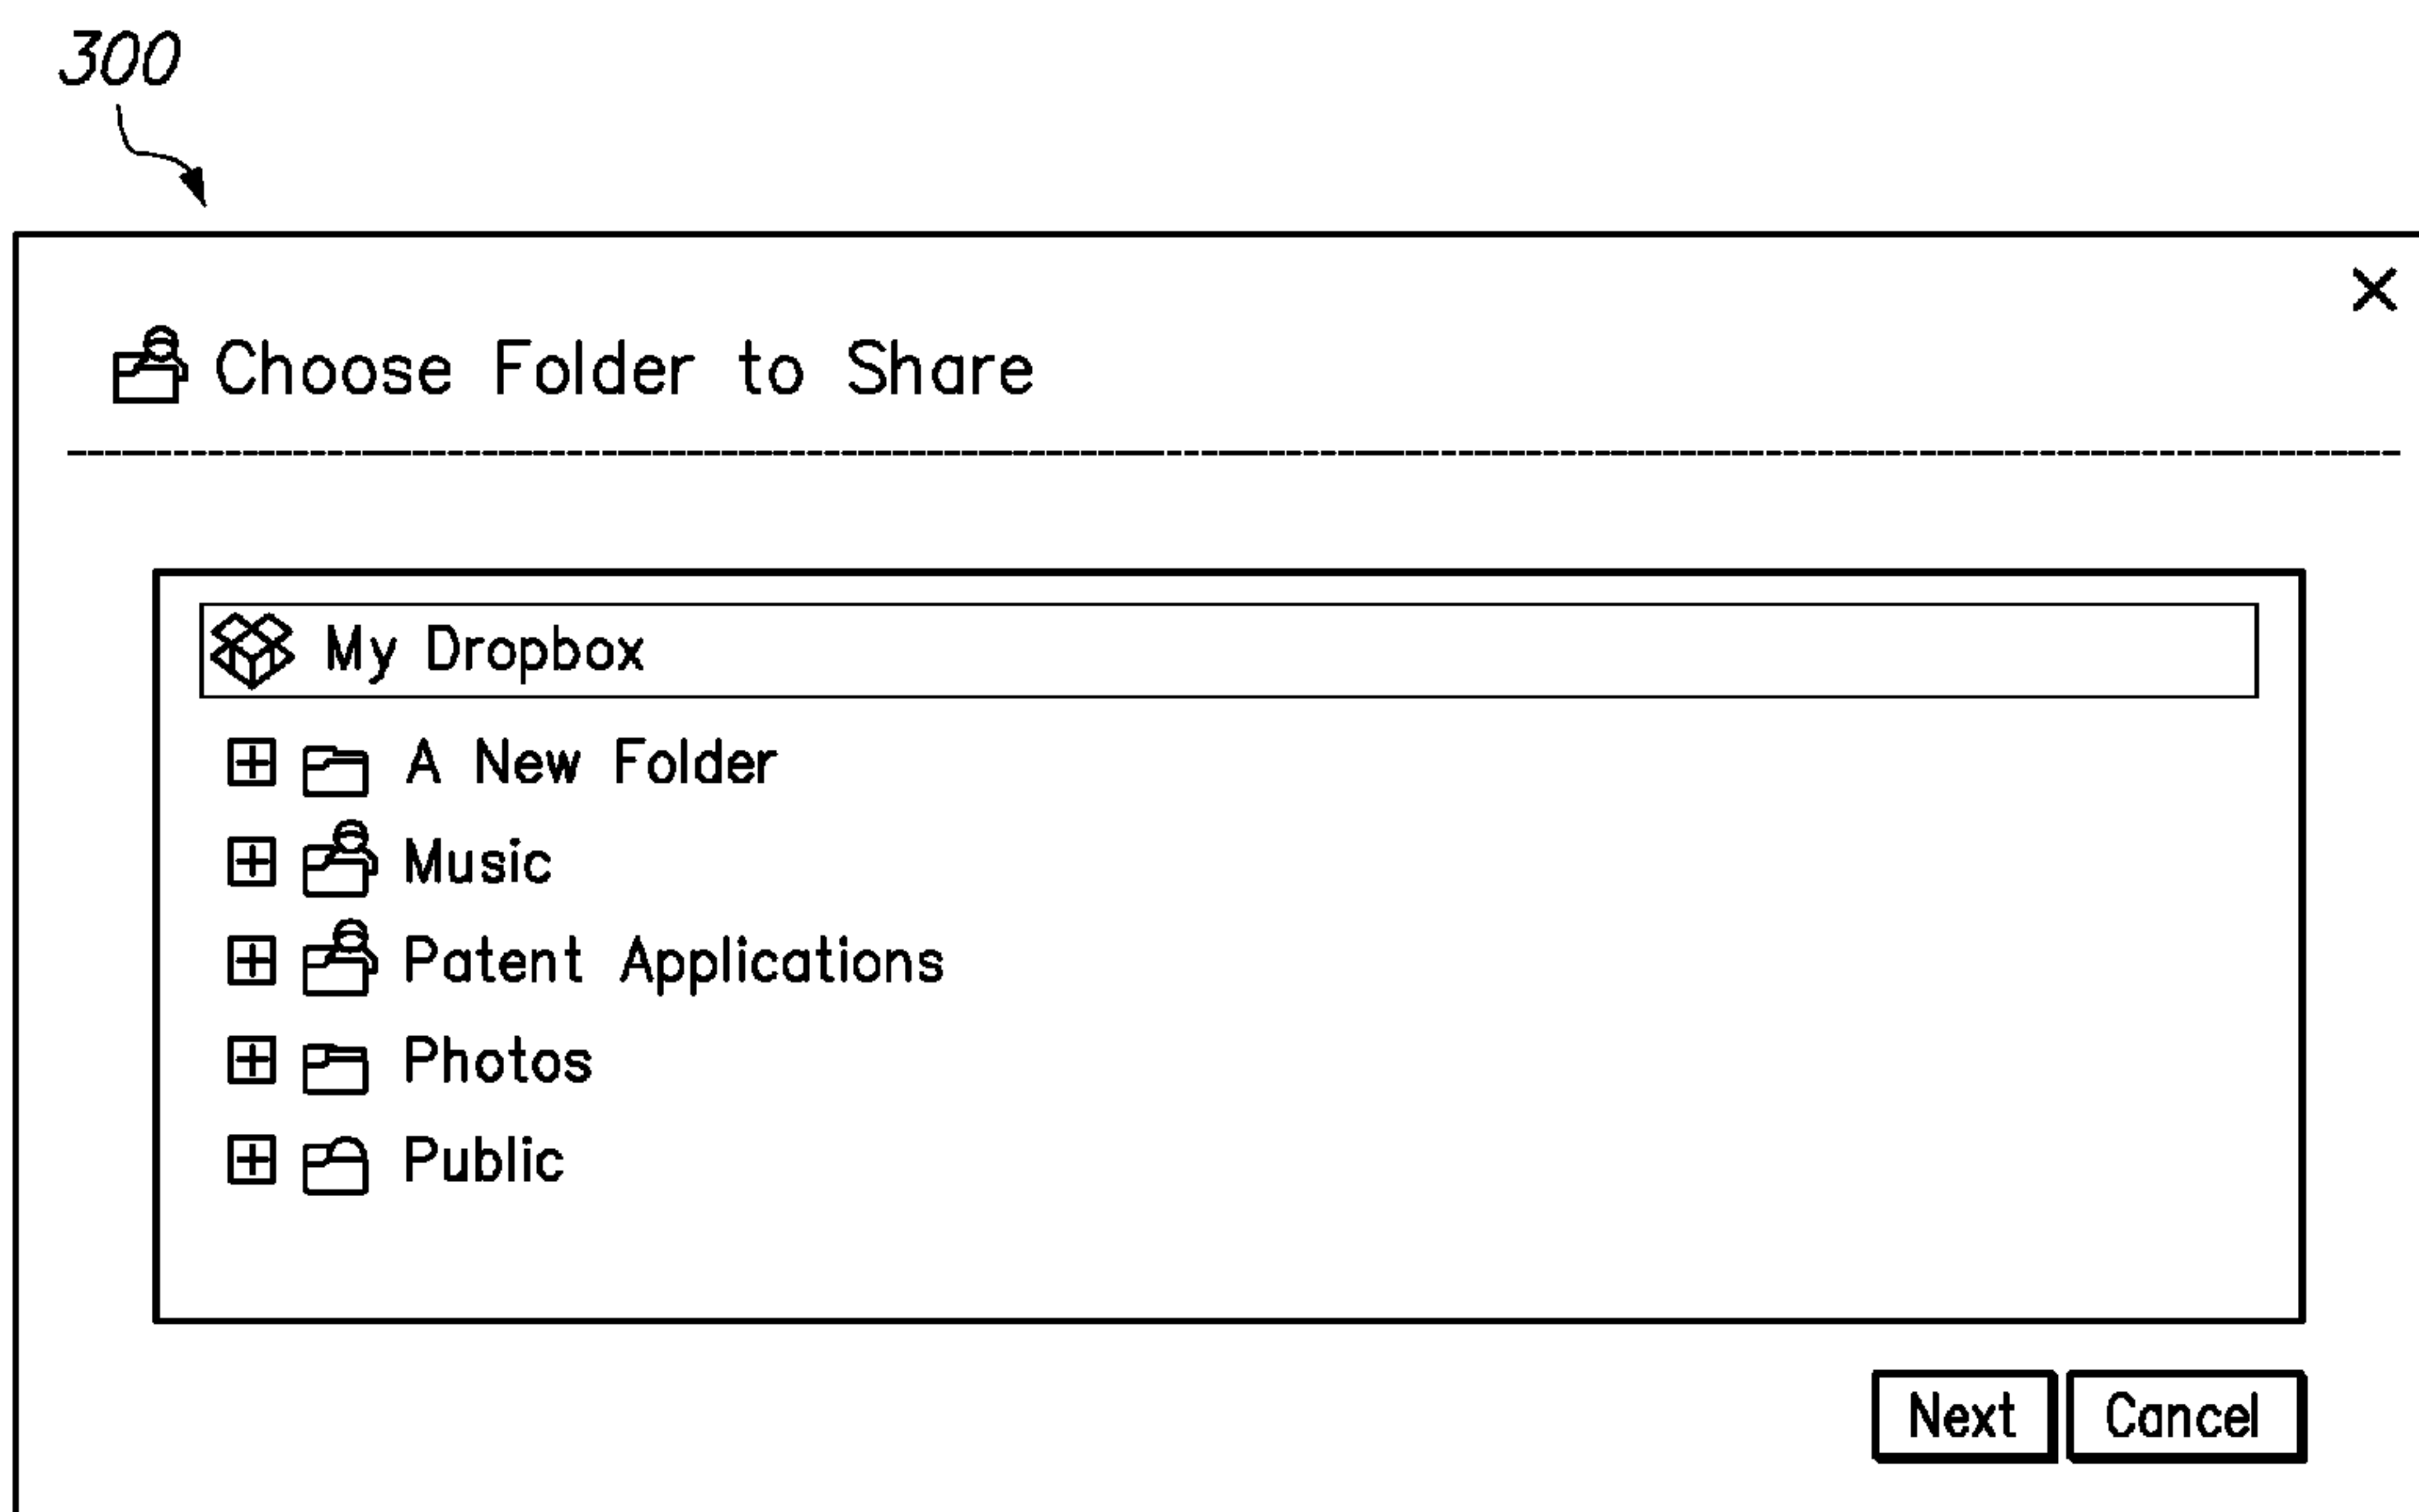 300
×
Choose Folder to Share
My Dropbox
A New Folder
Music
Patent Applications
Photos
Public
Next Cancel